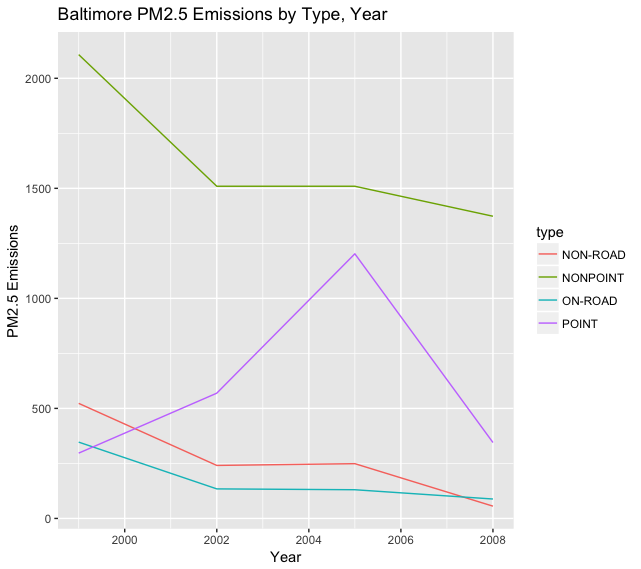 Baltimore PM2.5 Emissions by Type, Year
PM2.5 Emissions
2000
1500
1000
500
0
2000
2002
2004
2006
2008
Year
type
NON-ROAD
NONPOINT
ON-ROAD
POINT